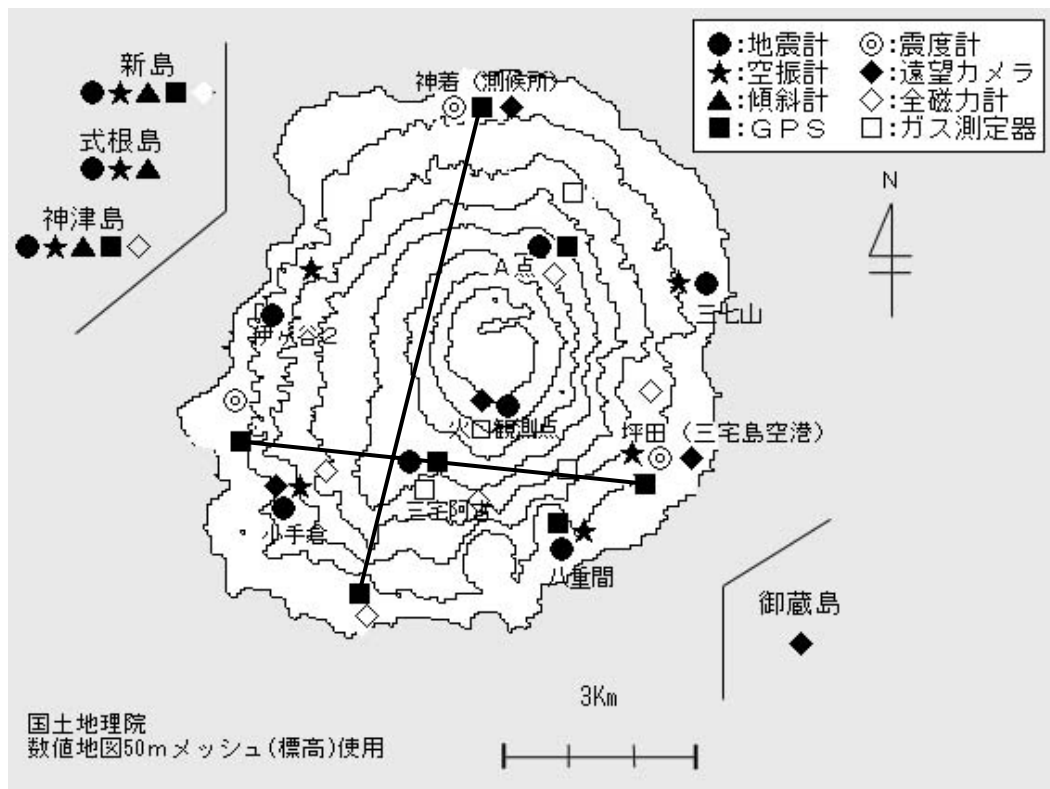 新島
式根島
神津島
神着（測候所）
●:地震計 ◎:震度計
★:空振計 ◆:遠望カメラ
▲:傾斜計 ◇:全磁力計
■:ＧＰＳ □:ガス測定器
N
Ａ点
三七山
火口観測点
坪田（三宅島空港）
三宅阿古
小手倉
八重間
御蔵島
3Km
国土地理院
数値地図50ｍメッシュ(標高)使用